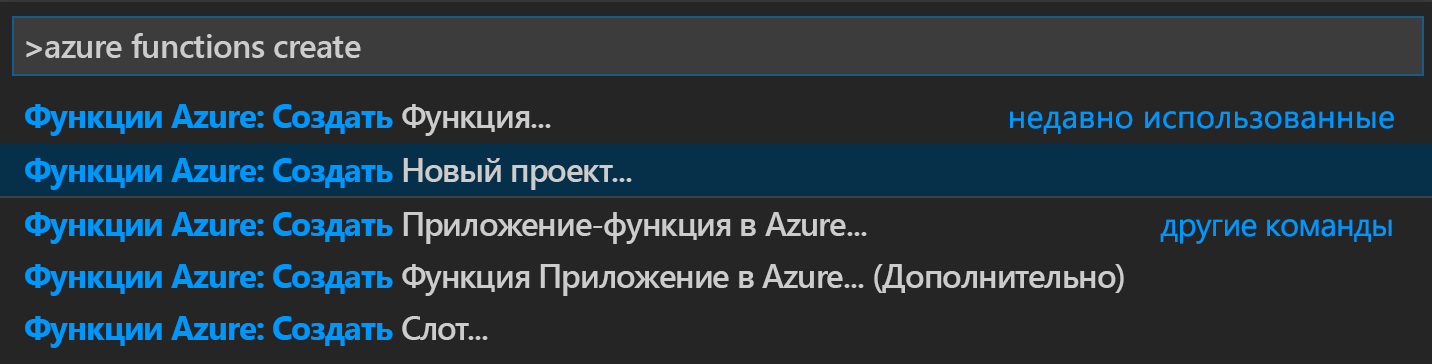 >azure functions create
Функции Azure: Создать Функция... недавно использованные
Функции Azure: Создать Новый проект...
Функции Azure: Создать Приложение-функция в Azure... другие команды
Функции Azure: Создать Функция Приложение в Azure... (Дополнительно)
Функции Azure: Создать Слот...